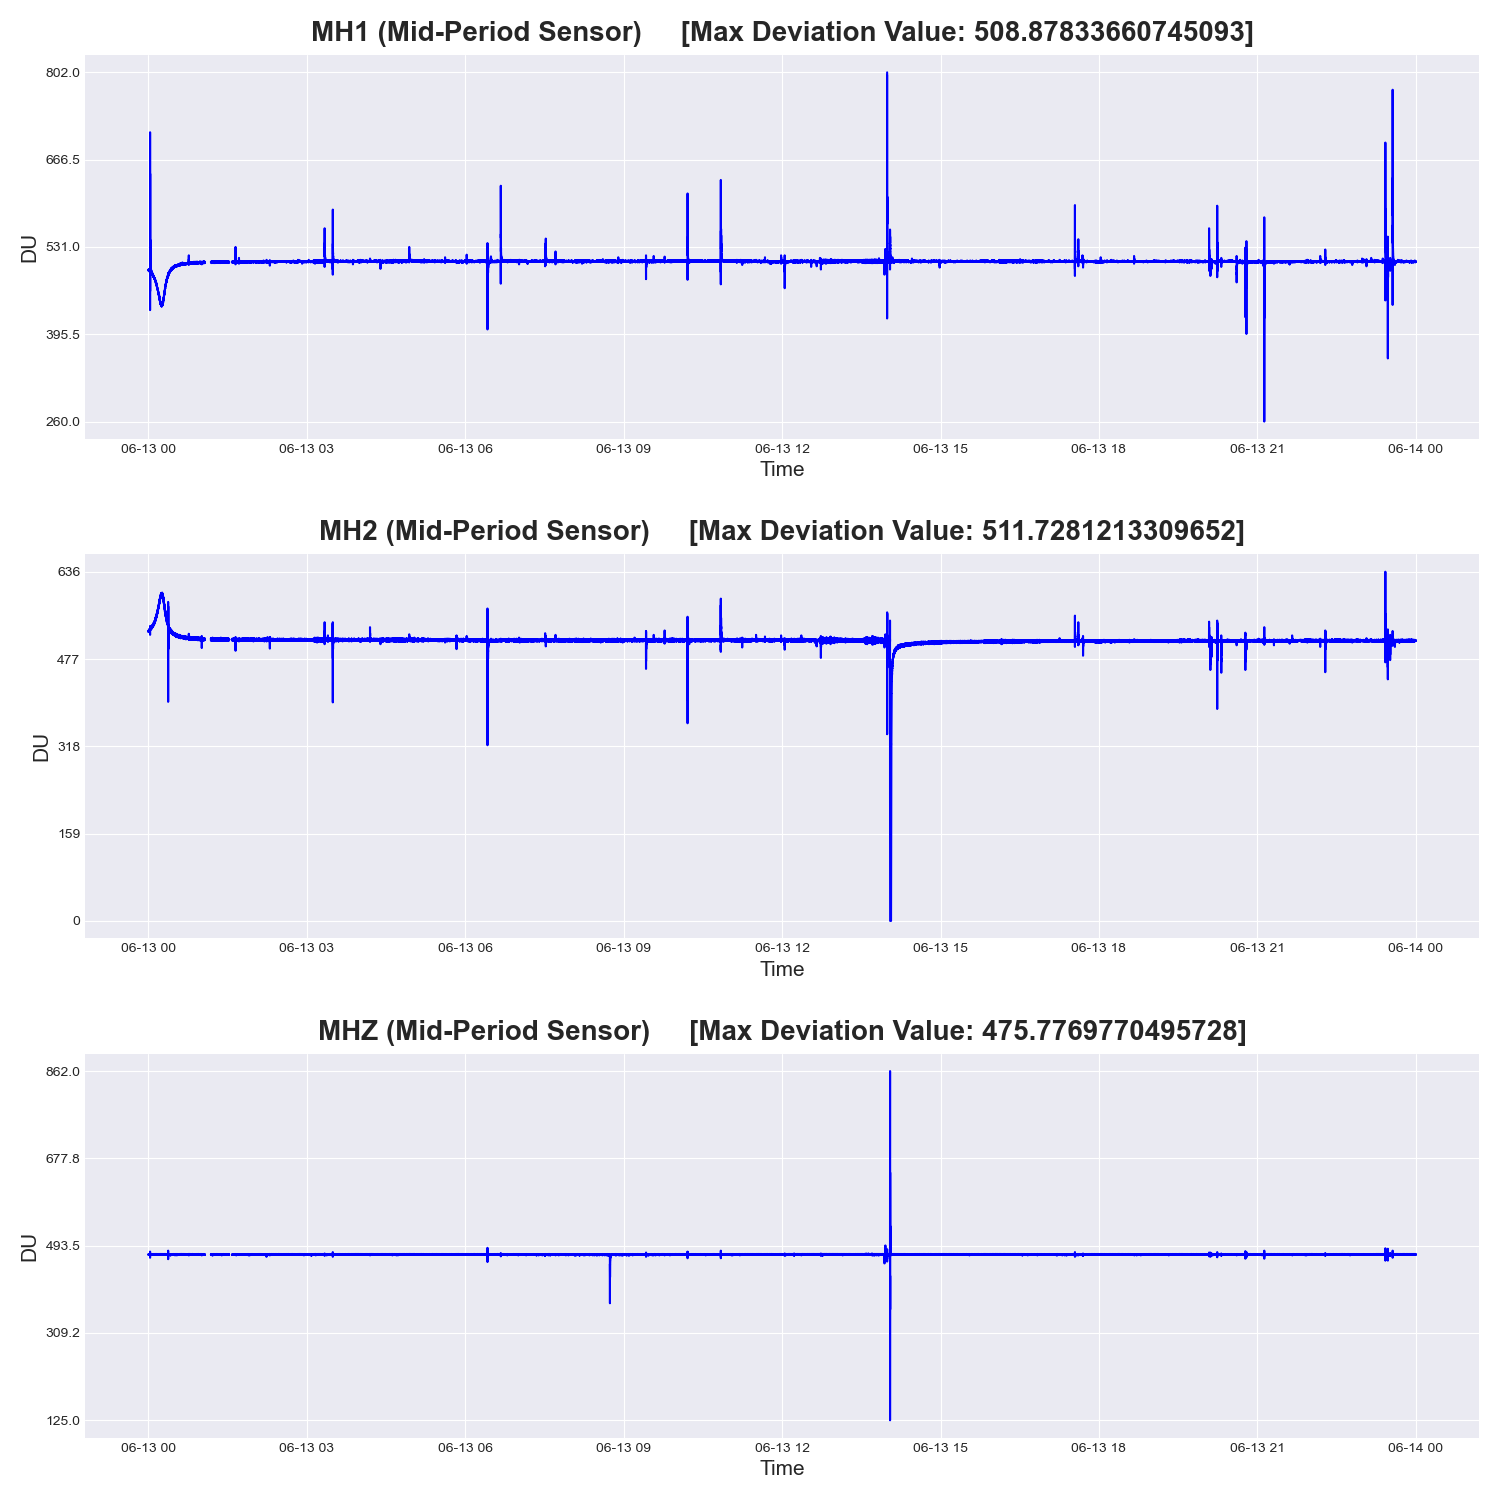 MH1 (Mid-Period Sensor) [Max Deviation Value: 508.87833660745093]
802.0
666.5
531.0
395.5
260.0
DU
06-13 00 06-13 03 06-13 06 06-13 09 06-13 12 06-13 15 06-13 18 06-13 21 06-14 00
Time
MH2 (Mid-Period Sensor) [Max Deviation Value: 511.7281213309652]
636
477
318
159
0
DU
06-13 00 06-13 03 06-13 06 06-13 09 06-13 12 06-13 15 06-13 18 06-13 21 06-14 00
Time
MHZ (Mid-Period Sensor) [Max Deviation Value: 475.7769770495728]
862.0
677.8
493.5
309.2
125.0
DU
06-13 00 06-13 03 06-13 06 06-13 09 06-13 12 06-13 15 06-13 18 06-13 21 06-14 00
Time